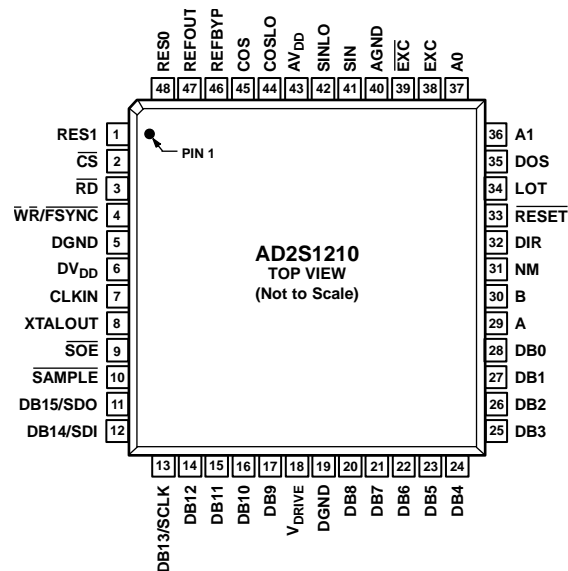 RES0
REFOUT
REFBYP
COS
COSLO
AVDD
SINLO
SIN
AGND
EXC
EXC
A0
48 47 46 45 44 43 42 41 40 39 38 37
RES1 1
CS 2
RD 3
WR/FSYNC 4
DGND 5
DVDD 6
CLKIN 7
XTALOUT 8
SOE 9
SAMPLE 10
DB15/SDO 11
DB14/SDI 12
PIN 1
AD2S1210
TOP VIEW
(Not to Scale)
36 A1
35 DOS
34 LOT
33 RESET
32 DIR
31 NM
30 B
29 A
28 DB0
27 DB1
26 DB2
25 DB3
13 14 15 16 17 18 19 20 21 22 23 24
DB13/SCLK
DB12
DB11
DB10
DB9
VDRIVE
DGND
DB8
DB7
DB6
DB5
DB4